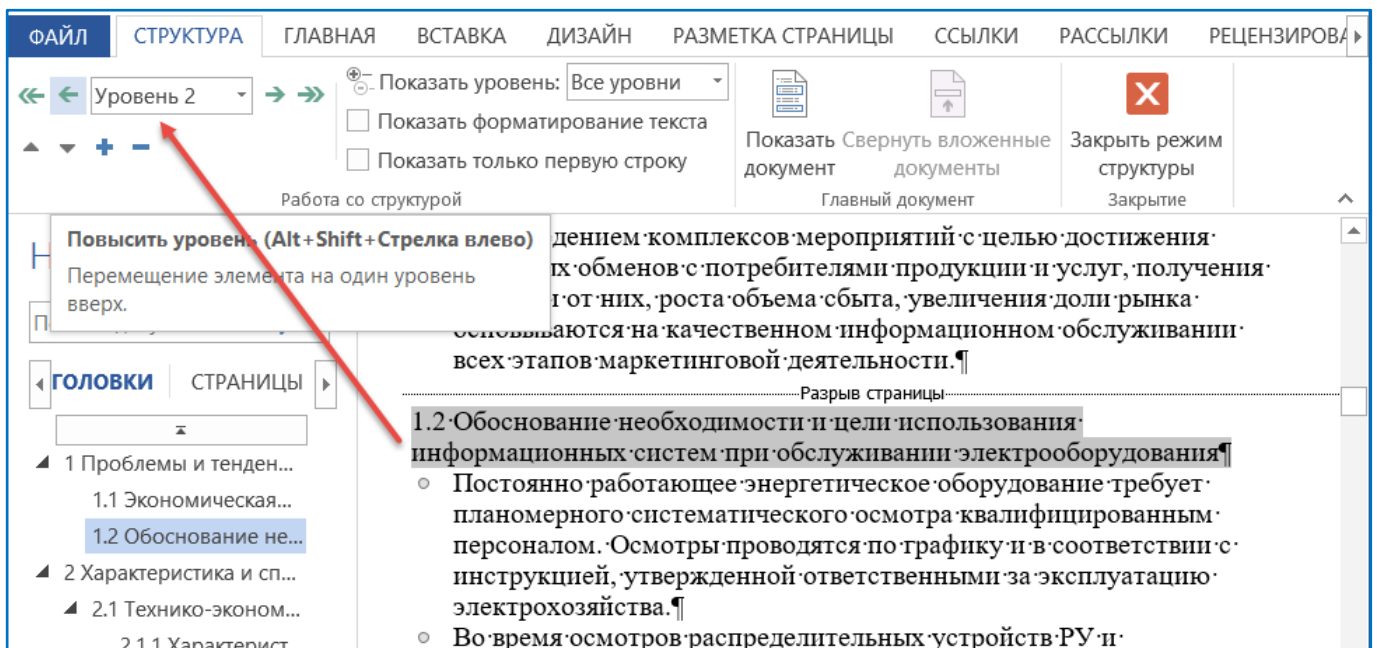 ФАЙЛ СТРУКТУРА ГЛАВНАЯ ВСТАВКА ДИЗАЙН РАЗМЕТКА СТРАНИЦЫ ССЫЛКИ РАССЫЛКИ РЕЦЕНЗИРОВА
Уровень 2
Показать уровень: Все уровни
Показать форматирование текста
Показать только первую строку
Работа со структурой
Показать документ
Свернуть вложенные документы
Главный документ
Закрыть режим структуры
Закрытие
Повысить уровень (Alt+Shift+Стрелка влево)
Перемещение элемента на один уровень
вверх.
ГОЛОВКИ СТРАНИЦЫ
1 Проблемы и тенден...
1.1 Экономическая...
1.2 Обоснование не...
2 Характеристика и сп...
2.1 Технико-эконом...
2.1.1 Характерист...
дением комплексов мероприятий с целью достижения
х обменов с потребителями продукции и услуг, получения
от них, роста объема сбыта, увеличения доли рынка
основываются на качественном информационном обслуживании
всех этапов маркетинговой деятельности.¶
Разрыв страницы
1.2 Обоснование необходимости и цели использования
информационных систем при обслуживании электрооборудования¶
Постоянно работающее энергетическое оборудование требует
планомерного систематического осмотра квалифицированным
персоналом. Осмотры проводятся по графику и в соответствии с
инструкцией, утвержденной ответственными за эксплуатацию
электрохозяйства.¶
Во время осмотров распределительных устройств РУ и